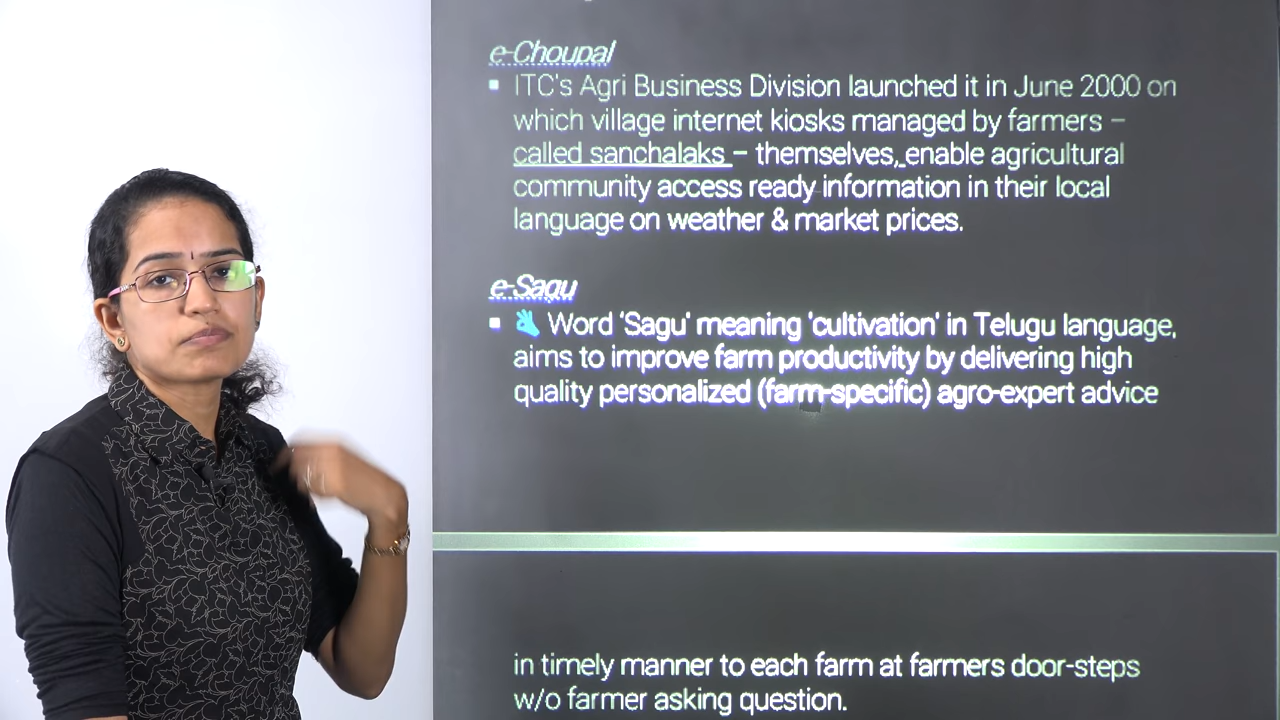 e-Choupal
▪ ITC's Agri Business Division launched it in June 2000 on
which village internet kiosks managed by farmers –
called sanchalaks – themselves, enable agricultural
community access ready information in their local
language on weather & market prices.
e-Sagu
▪ 👌 Word ‘Sagu’ meaning ‘cultivation’ in Telugu language,
aims to improve farm productivity by delivering high
quality personalized (farm-specific) agro-expert advice
in timely manner to each farm at farmers door-steps
w/o farmer asking question.